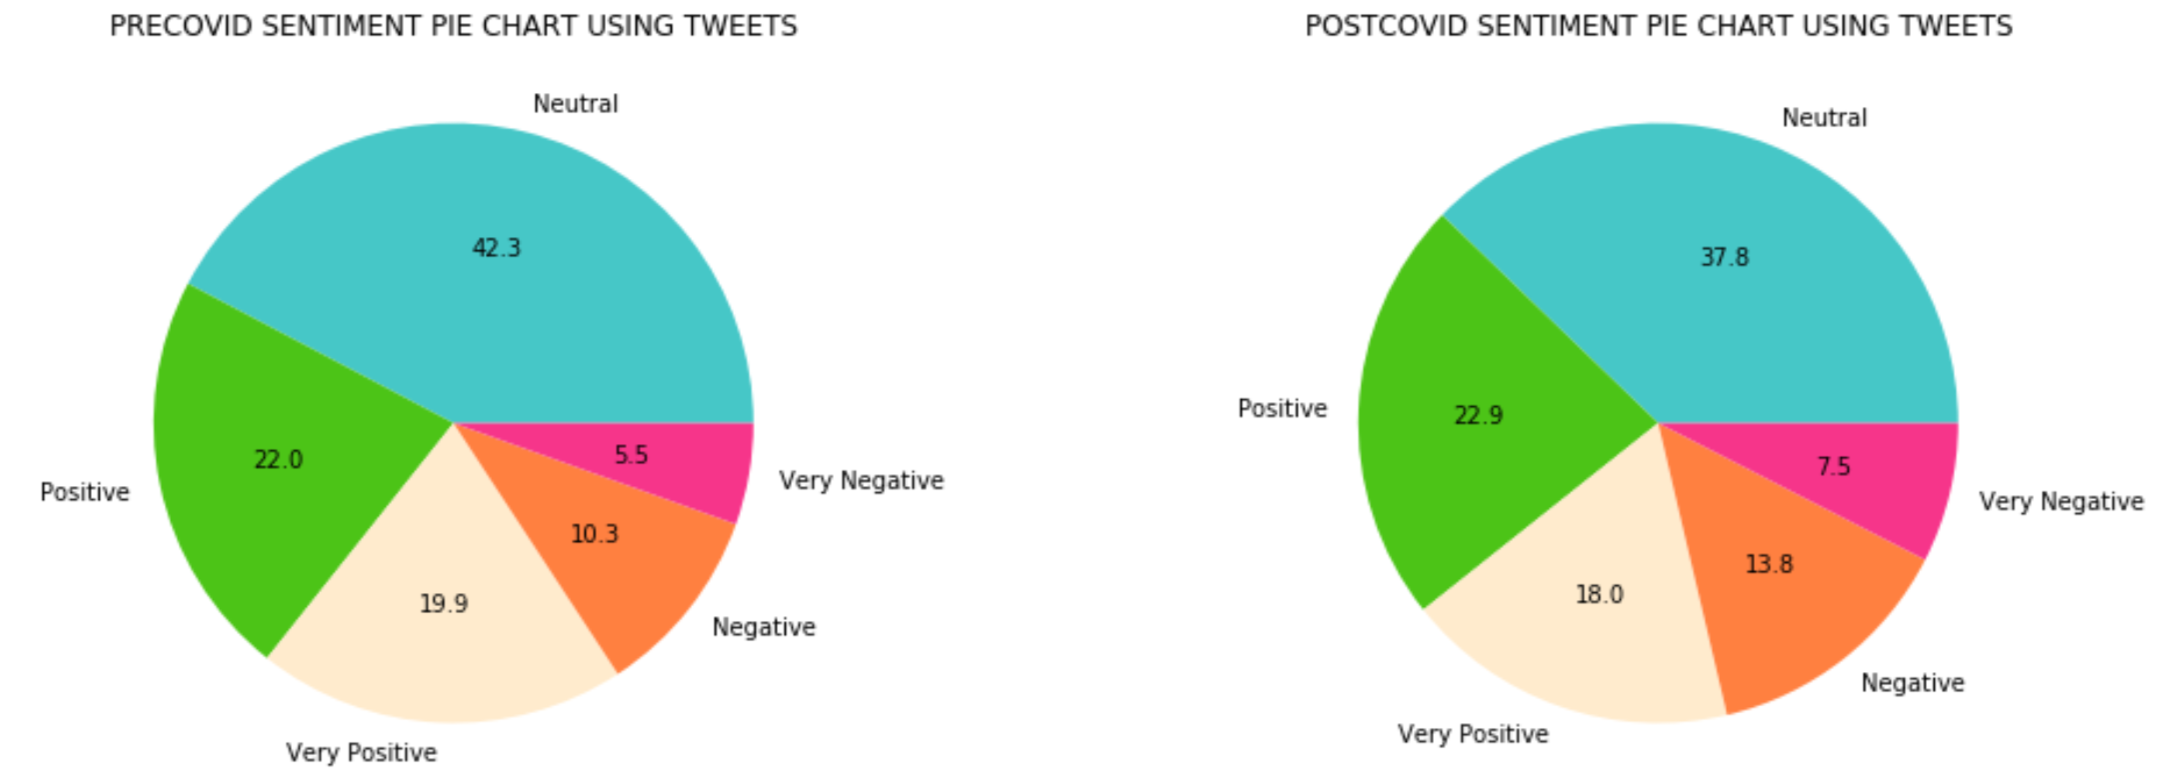 PRECOVID SENTIMENT PIE CHART USING TWEETS
Neutral
42.3
Positive
22.0
Very Positive
19.9
Negative
10.3
Very Negative
5.5
POSTCOVID SENTIMENT PIE CHART USING TWEETS
Neutral
37.8
Positive
22.9
Very Positive
18.0
Negative
13.8
Very Negative
7.5